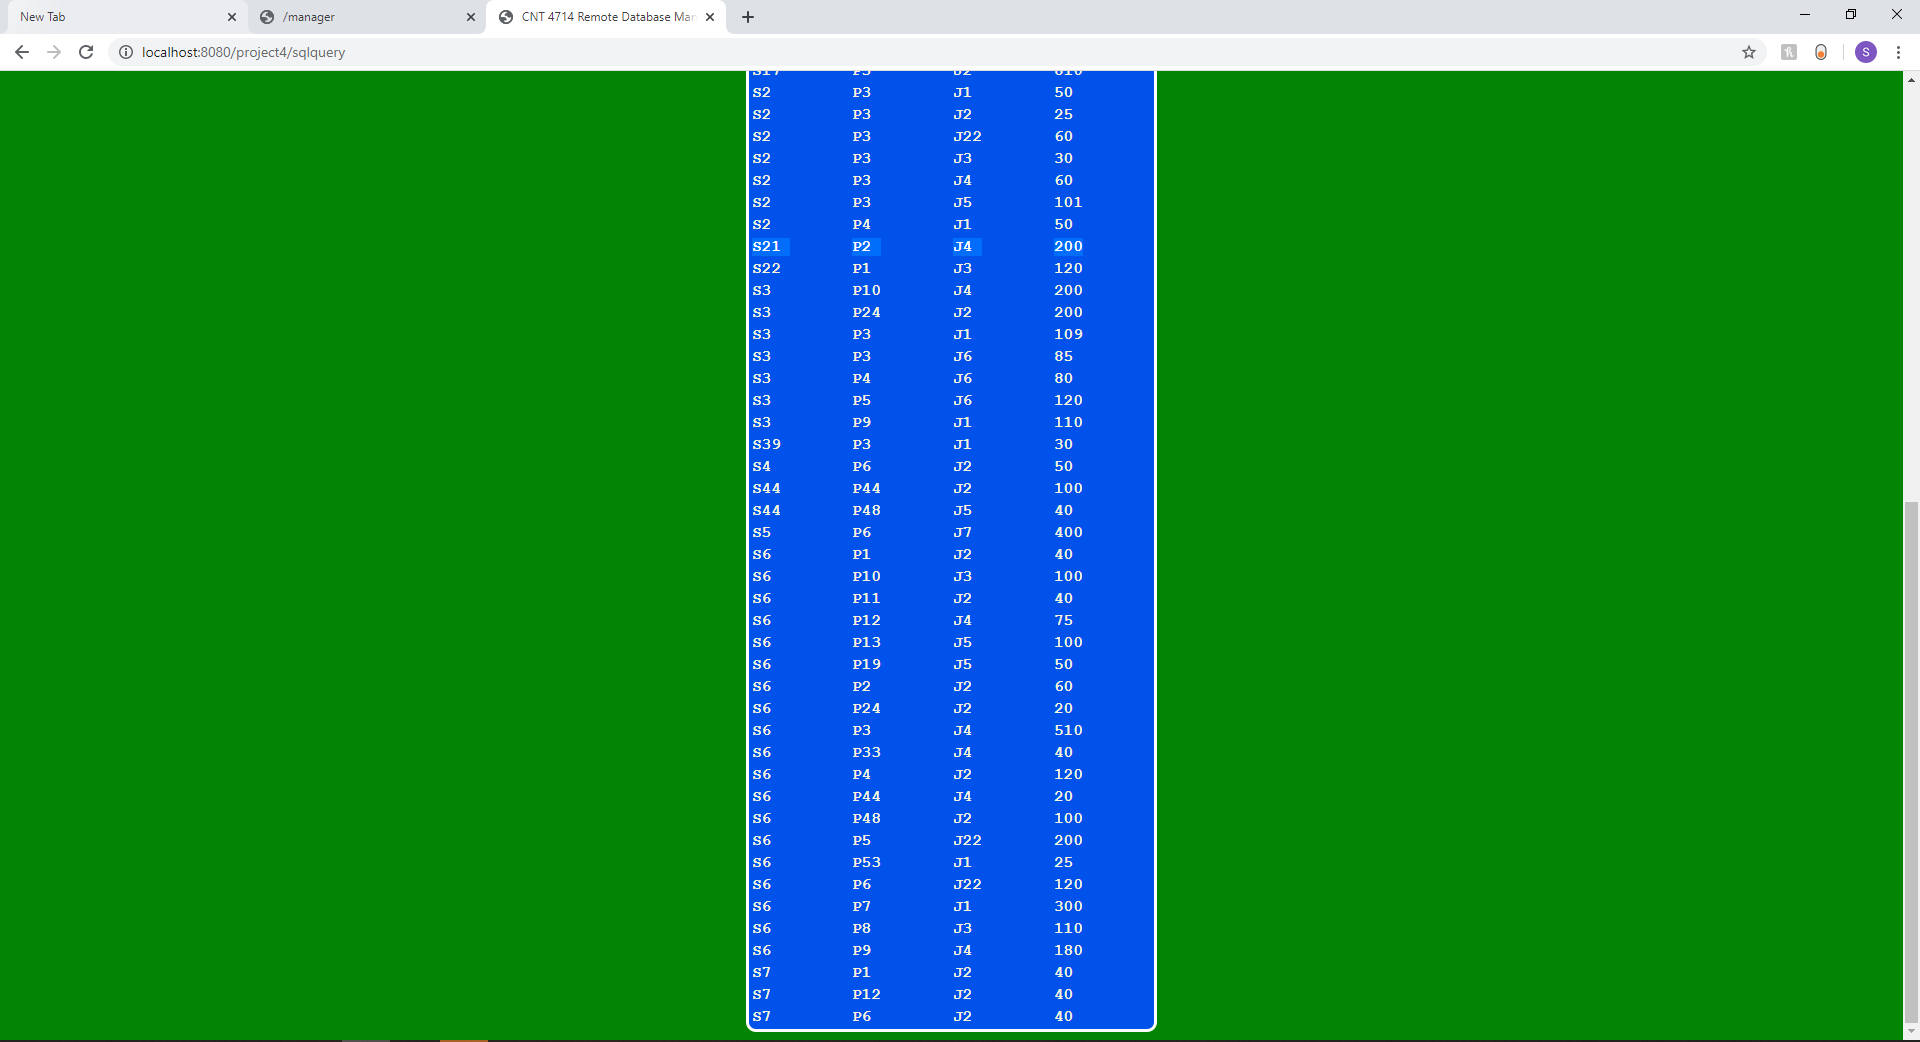 New Tab
/manager
CNT 4714 Remote Database Man
localhost:8080/project4/sqlquery
S
S17 P3 J2 610
S2 P3 J1 50
S2 P3 J2 25
S2 P3 J22 60
S2 P3 J3 30
S2 P3 J4 60
S2 P3 J5 101
S2 P4 J1 50
S21 P2 J4 200
S22 P1 J3 120
S3 P10 J4 200
S3 P24 J2 200
S3 P3 J1 109
S3 P3 J6 85
S3 P4 J6 80
S3 P5 J6 120
S3 P9 J1 110
S39 P3 J1 30
S4 P6 J2 50
S44 P44 J2 100
S44 P48 J5 40
S5 P6 J7 400
S6 P1 J2 40
S6 P10 J3 100
S6 P11 J2 40
S6 P12 J4 75
S6 P13 J5 100
S6 P19 J5 50
S6 P2 J2 60
S6 P24 J2 20
S6 P3 J4 510
S6 P33 J4 40
S6 P4 J2 120
S6 P44 J4 20
S6 P48 J2 100
S6 P5 J22 200
S6 P53 J1 25
S6 P6 J22 120
S6 P7 J1 300
S6 P8 J3 110
S6 P9 J4 180
S7 P1 J2 40
S7 P12 J2 40
S7 P6 J2 40